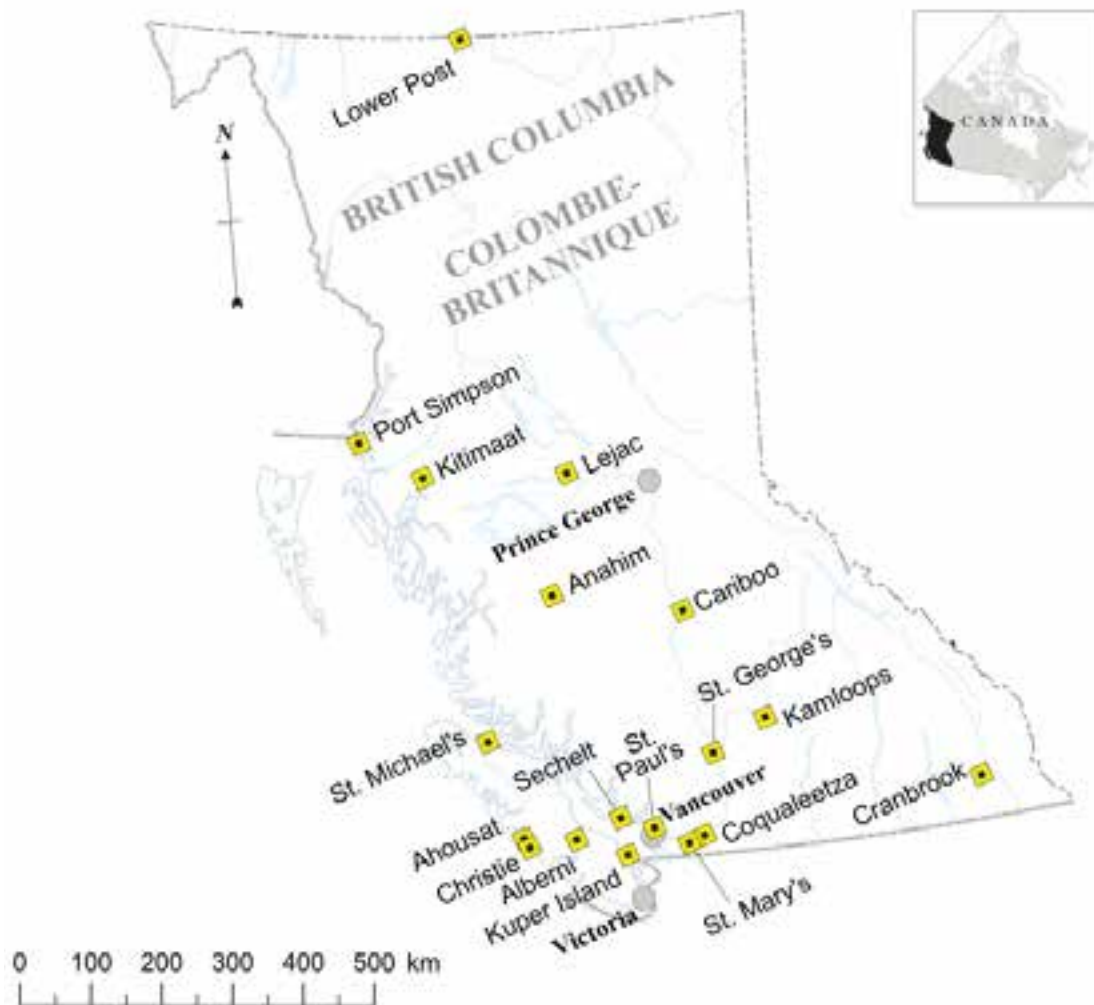 CANADA
N
Lower Post
BRITISH COLUMBIA
COLOMBIE-
BRITANNIQUE
Port Simpson
Kitimaat
Lejac
Prince George
Anahim
Cariboo
St. George's
Kamloops
St. Michael's
Sechelt
St.
Paul's
Vancouver
Coqualeetza
Cranbrook
Ahousat
Christie
Alberni
Kuper Island
St. Mary's
Victoria
0 100 200 300 400 500 km